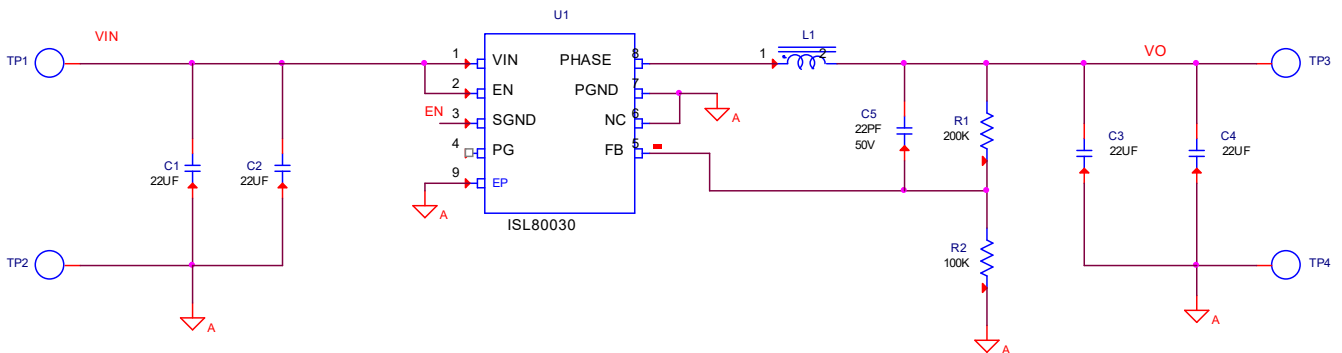 U1
VIN
TP1
1
VIN
PHASE
8
1
L1
2
VO
TP3
2
EN
PGND
7
A
EN
3
SGND
NC
6
4
PG
FB
5
C5
22PF
50V
R1
200K
C1
22UF
C2
22UF
C3
22UF
C4
22UF
9
EP
A
ISL80030
TP2
R2
100K
TP4
A
A
A